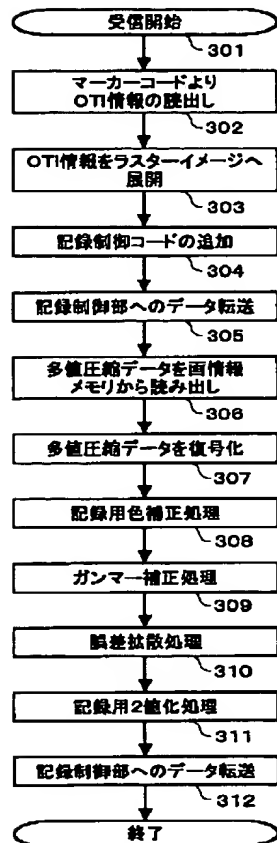 受信開始
301
マーカーコードより
OTI情報の読出し
302
OTI情報をラスターイメージへ
展開
303
記録制御コードの追加
304
記録制御部へのデータ転送
305
多値圧縮データを画情報
メモリから読み出し
306
多値圧縮データを復号化
307
記録用色補正処理
308
ガンマー補正処理
309
誤差拡散処理
310
記録用2値化処理
311
記録制御部へのデータ転送
312
終了